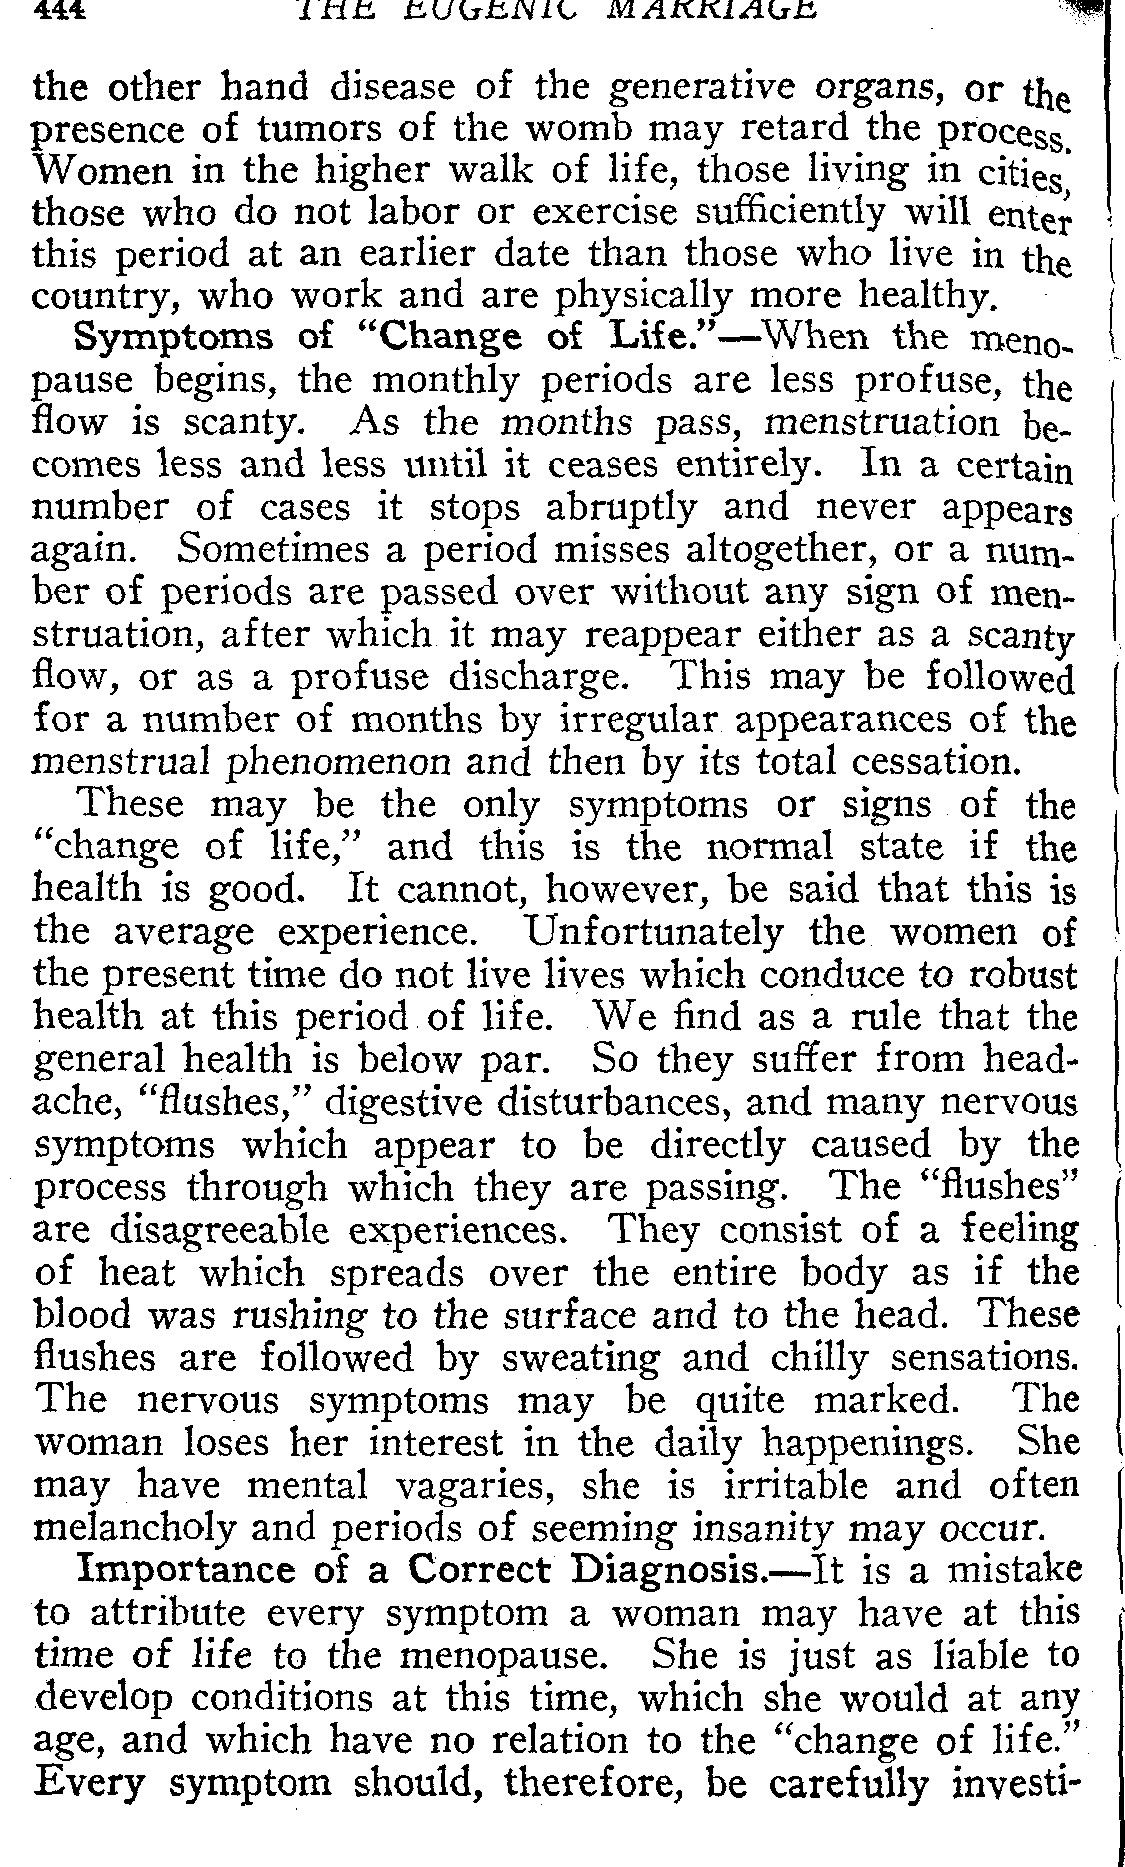 444 THE EUGENIC MARRIAGE
the other hand disease of the generative organs, or the
presence of tumors of the womb may retard the process.
Women in the higher walk of life, those living in cities,
those who do not labor or exercise sufficiently will enter
this period at an earlier date than those who live in the
country, who work and are physically more healthy.
Symptoms of “Change of Life.”—When the meno-
pause begins, the monthly periods are less profuse, the
flow is scanty. As the months pass, menstruation be-
comes less and less until it ceases entirely. In a certain
number of cases it stops abruptly and never appears
again. Sometimes a period misses altogether, or a num-
ber of periods are passed over without any sign of men-
struation, after which it may reappear either as a scanty
flow, or as a profuse discharge. This may be followed
for a number of months by irregular appearances of the
menstrual phenomenon and then by its total cessation.
These may be the only symptoms or signs of the
“change of life,” and this is the normal state if the
health is good. It cannot, however, be said that this is
the average experience. Unfortunately the women of
the present time do not live lives which conduce to robust
health at this period of life. We find as a rule that the
general health is below par. So they suffer from head-
ache, “flushes,” digestive disturbances, and many nervous
symptoms which appear to be directly caused by the
process through which they are passing. The “flushes”
are disagreeable experiences. They consist of a feeling
of heat which spreads over the entire body as if the
blood was rushing to the surface and to the head. These
flushes are followed by sweating and chilly sensations.
The nervous symptoms may be quite marked. The
woman loses her interest in the daily happenings. She
may have mental vagaries, she is irritable and often
melancholy and periods of seeming insanity may occur.
Importance of a Correct Diagnosis.—It is a mistake
to attribute every symptom a woman may have at this
time of life to the menopause. She is just as liable to
develop conditions at this time, which she would at any
age, and which have no relation to the “change of life.”
Every symptom should, therefore, be carefully investi-